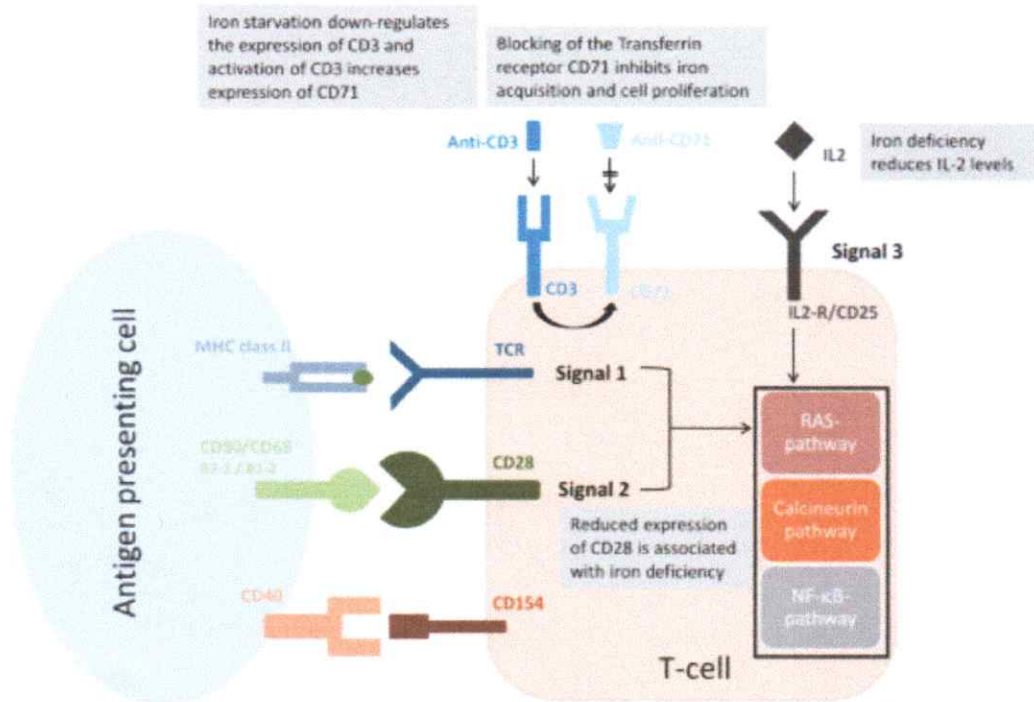 Iron starvation down-regulates
the expression of CD3 and
activation of CD3 increases
expression of CD71
Blocking of the Transferrin
receptor CD71 inhibits iron
acquisition and cell proliferation
Anti-CD3
Anti-CD71
IL2
Iron deficiency
reduces IL-2 levels
Signal 3
CD3
CD71
IL2-R/CD25
Antigen presenting cell
MHC class II
TCR
Signal 1
CD28
Signal 2
Reduced expression
of CD28 is associated
with iron deficiency
CD40
CD154
RAS-
pathway
Calcineurin
pathway
NF-κB-
pathway
T-cell